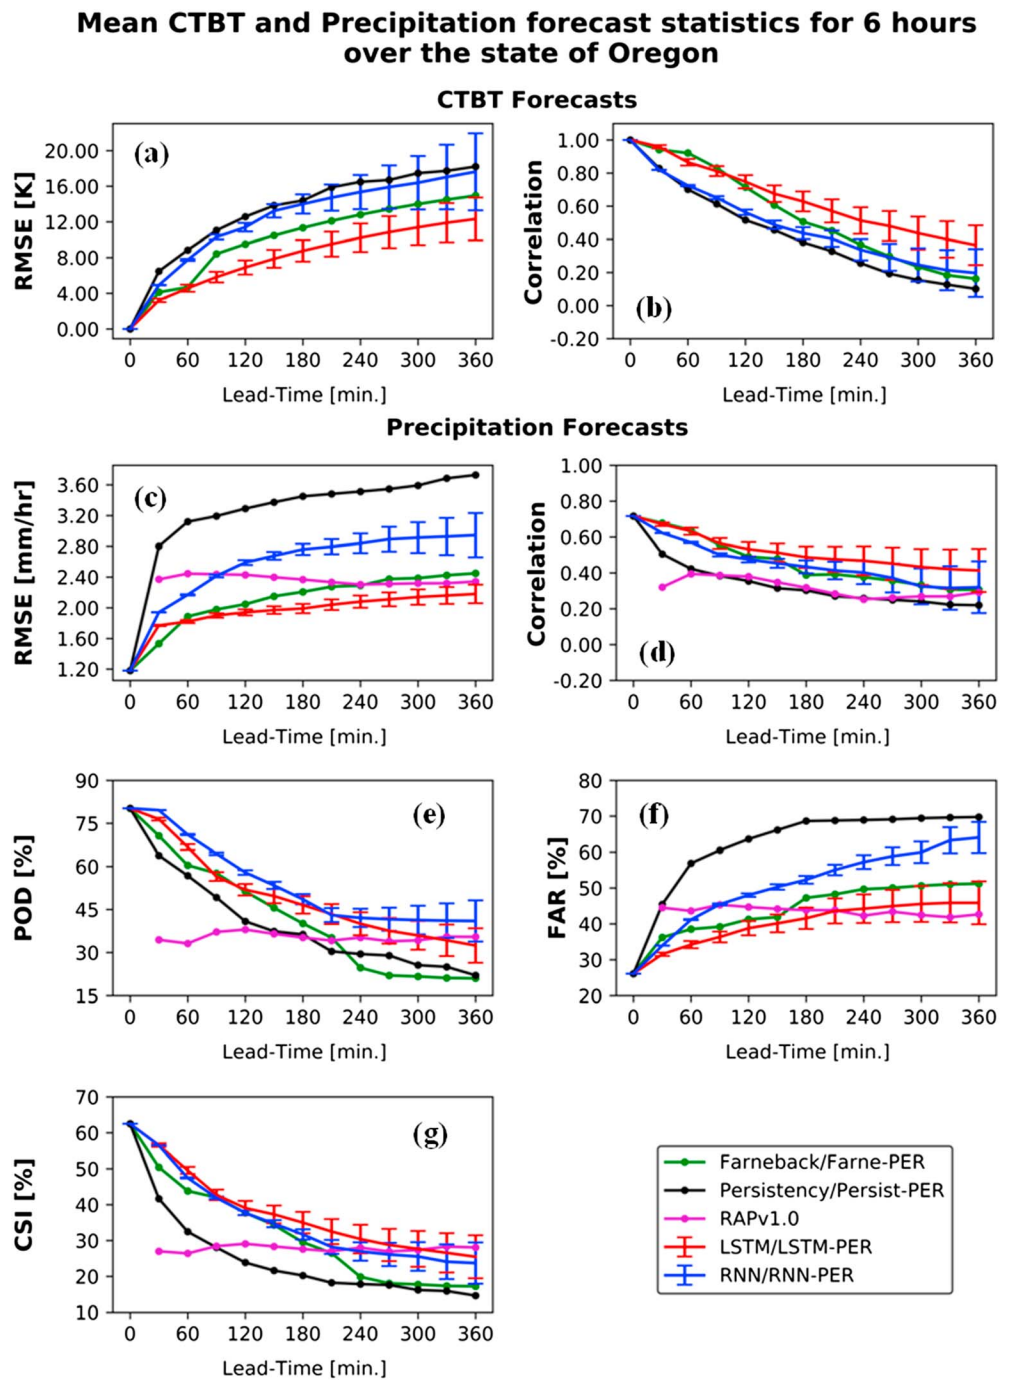 Mean CTBT and Precipitation forecast statistics for 6 hours
over the state of Oregon
CTBT Forecasts
(a)
RMSE [K]
20.00
16.00
12.00
8.00
4.00
0.00
0 60 120 180 240 300 360
Lead-Time [min.]
(b)
Correlation
1.00
0.80
0.60
0.40
0.20
0.00
-0.20
0 60 120 180 240 300 360
Lead-Time [min.]
Precipitation Forecasts
(c)
RMSE [mm/hr]
3.60
3.20
2.80
2.40
2.00
1.60
1.20
0 60 120 180 240 300 360
Lead-Time [min.]
(d)
Correlation
1.00
0.80
0.60
0.40
0.20
0.00
-0.20
0 60 120 180 240 300 360
Lead-Time [min.]
(e)
POD [%]
90
75
60
45
30
15
0 60 120 180 240 300 360
Lead-Time [min.]
(f)
FAR [%]
80
70
60
50
40
30
20
0 60 120 180 240 300 360
Lead-Time [min.]
(g)
CSI [%]
70
60
50
40
30
20
10
0 60 120 180 240 300 360
Lead-Time [min.]
Farneback/Farne-PER
Persistency/Persist-PER
RAPv1.0
LSTM/LSTM-PER
RNN/RNN-PER